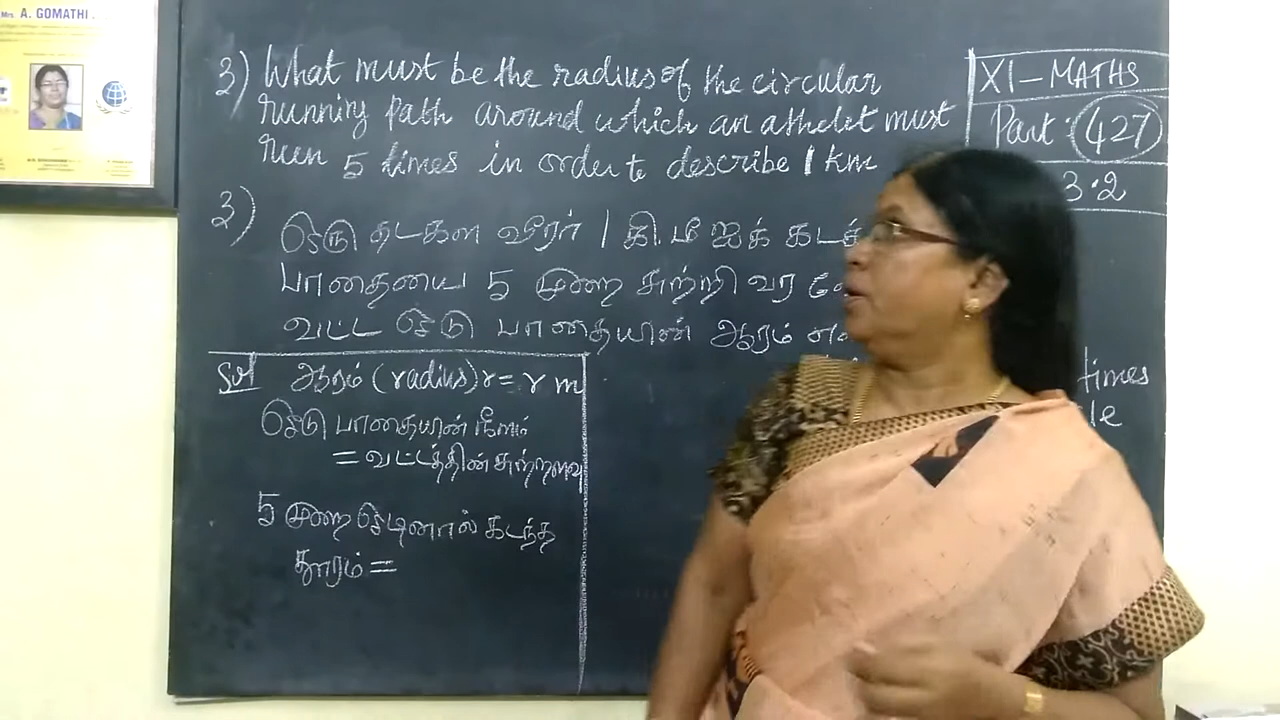 Mrs. A. GOMATHI.
XI - MATHS
Part: 427
3.2
3) What must be the radius of the circular
running path around which an athelet must
run 5 times in order to describe 1 km
3) ஒரு தடகள வீரர் 1 கி.மீ ஐக் கடக்
பாதையை 5 முறை சுற்றி வர வே
வட்ட ஓடு பாதையின் ஆரம் என்
Sol ஆரம் (radius) r = r m
ஓடு பாதையின் நீளம்
= வட்டத்தின் சுற்றளவு
5 முறை ஓடினால் கடந்த
தூரம் =
times
le